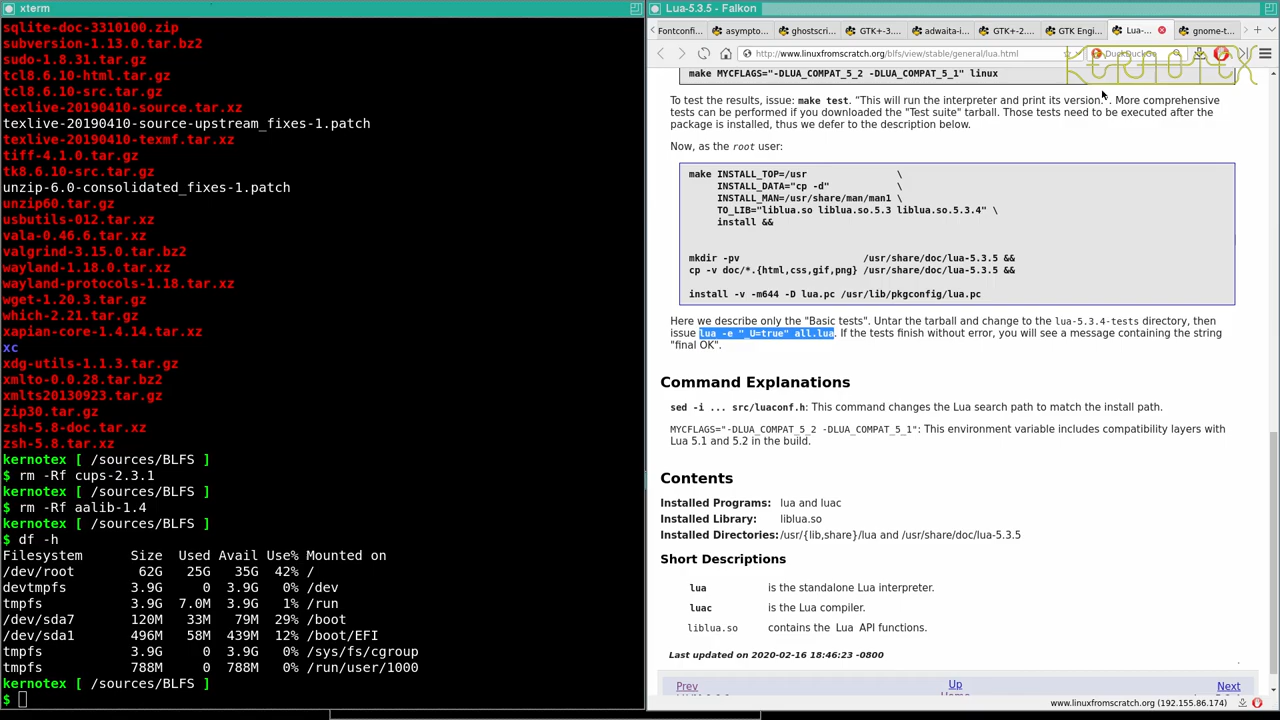 xterm
sqlite-doc-3310100.zip
subversion-1.13.0.tar.bz2
sudo-1.8.31.tar.gz
tcl8.6.10-html.tar.gz
tcl8.6.10-src.tar.gz
texlive-20190410-source.tar.xz
texlive-20190410-source-upstream_fixes-1.patch
texlive-20190410-texmf.tar.xz
tiff-4.1.0.tar.gz
tk8.6.10-src.tar.gz
unzip-6.0-consolidated_fixes-1.patch
unzip60.tar.gz
usbutils-012.tar.xz
vala-0.46.6.tar.xz
valgrind-3.15.0.tar.bz2
wayland-1.18.0.tar.xz
wayland-protocols-1.18.tar.xz
wget-1.20.3.tar.gz
which-2.21.tar.gz
xapian-core-1.4.14.tar.xz
xc
xdg-utils-1.1.3.tar.gz
xmlto-0.0.28.tar.bz2
xmlts20130923.tar.gz
zip30.tar.gz
zsh-5.8-doc.tar.xz
zsh-5.8.tar.xz
kernotex [ /sources/BLFS ]
$ rm -Rf cups-2.3.1
kernotex [ /sources/BLFS ]
$ rm -Rf aalib-1.4
kernotex [ /sources/BLFS ]
$ df -h
Filesystem Size Used Avail Use% Mounted on
/dev/root 62G 25G 35G 42% /
devtmpfs 3.9G 0 3.9G 0% /dev
tmpfs 3.9G 7.0M 3.9G 1% /run
/dev/sda7 120M 33M 79M 29% /boot
/dev/sda1 496M 58M 439M 12% /boot/EFI
tmpfs 3.9G 0 3.9G 0% /sys/fs/cgroup
tmpfs 788M 0 788M 0% /run/user/1000
kernotex [ /sources/BLFS ]
$
Lua-5.3.5 - Falkon
Fontconfi... asympto... ghostscri... GTK+-3.... adwaita-i... GTK+-2.... GTK Engi... Lua-... gnome-t...
http://www.linuxfromscratch.org/blfs/view/stable/general/lua.html DuckDuckGo
KERNOTEX
make MYCFLAGS="-DLUA_COMPAT_5_2 -DLUA_COMPAT_5_1" linux
To test the results, issue: make test. “This will run the interpreter and print its version.”. More comprehensive
tests can be performed if you downloaded the "Test suite" tarball. Those tests need to be executed after the
package is installed, thus we defer to the description below.
Now, as the root user:
make INSTALL_TOP=/usr \
INSTALL_DATA="cp -d" \
INSTALL_MAN=/usr/share/man/man1 \
TO_LIB="liblua.so liblua.so.5.3 liblua.so.5.3.4" \
install &&
mkdir -pv /usr/share/doc/lua-5.3.5 &&
cp -v doc/*.{html,css,gif,png} /usr/share/doc/lua-5.3.5 &&
install -v -m644 -D lua.pc /usr/lib/pkgconfig/lua.pc
Here we describe only the "Basic tests". Untar the tarball and change to the lua-5.3.4-tests directory, then
issue lua -e "_U=true" all.lua. If the tests finish without error, you will see a message containing the string
"final OK".
Command Explanations
sed -i ... src/luaconf.h: This command changes the Lua search path to match the install path.
MYCFLAGS="-DLUA_COMPAT_5_2 -DLUA_COMPAT_5_1": This environment variable includes compatibility layers with
Lua 5.1 and 5.2 in the build.
Contents
Installed Programs: lua and luac
Installed Library: liblua.so
Installed Directories: /usr/{lib,share}/lua and /usr/share/doc/lua-5.3.5
Short Descriptions
lua is the standalone Lua interpreter.
luac is the Lua compiler.
liblua.so contains the Lua API functions.
Last updated on 2020-02-16 18:46:23 -0800
Prev Up Next
www.linuxfromscratch.org (192.155.86.174)